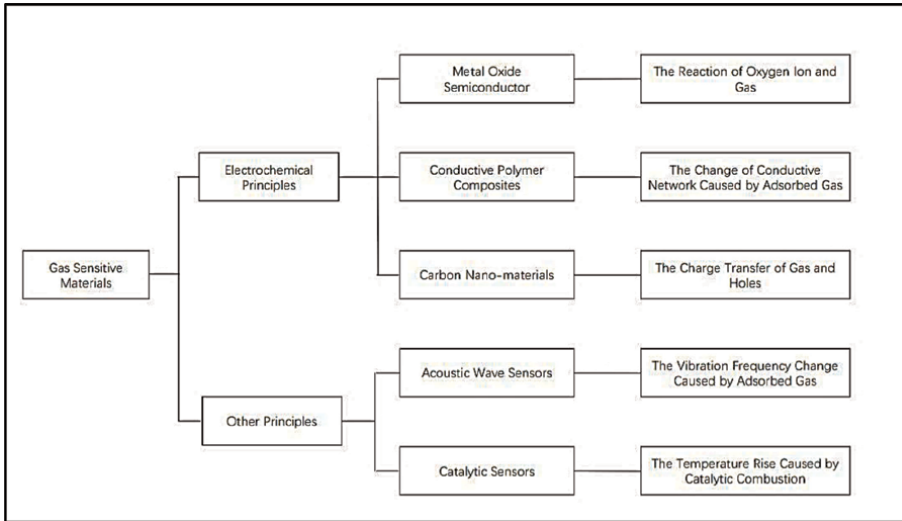 Metal Oxide
Semiconductor
The Reaction of Oxygen Ion and
Gas
Electrochemical
Principles
Conductive Polymer
Composites
The Change of Conductive
Network Caused by Adsorbed Gas
Gas Sensitive
Materials
Carbon Nano-materials
The Charge Transfer of Gas and
Holes
Acoustic Wave Sensors
The Vibration Frequency Change
Caused by Adsorbed Gas
Other Principles
Catalytic Sensors
The Temperature Rise Caused by
Catalytic Combustion